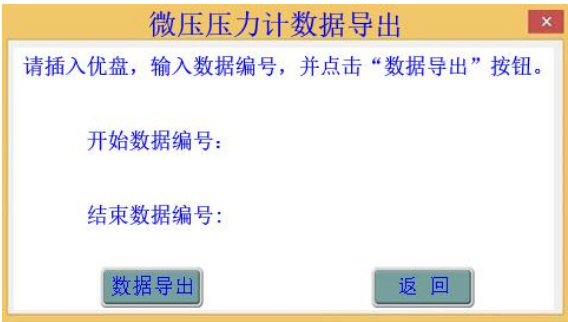 微压压力计数据导出
请插入优盘，输入数据编号，并点击“数据导出”按钮。
开始数据编号：
结束数据编号:
数据导出 返 回